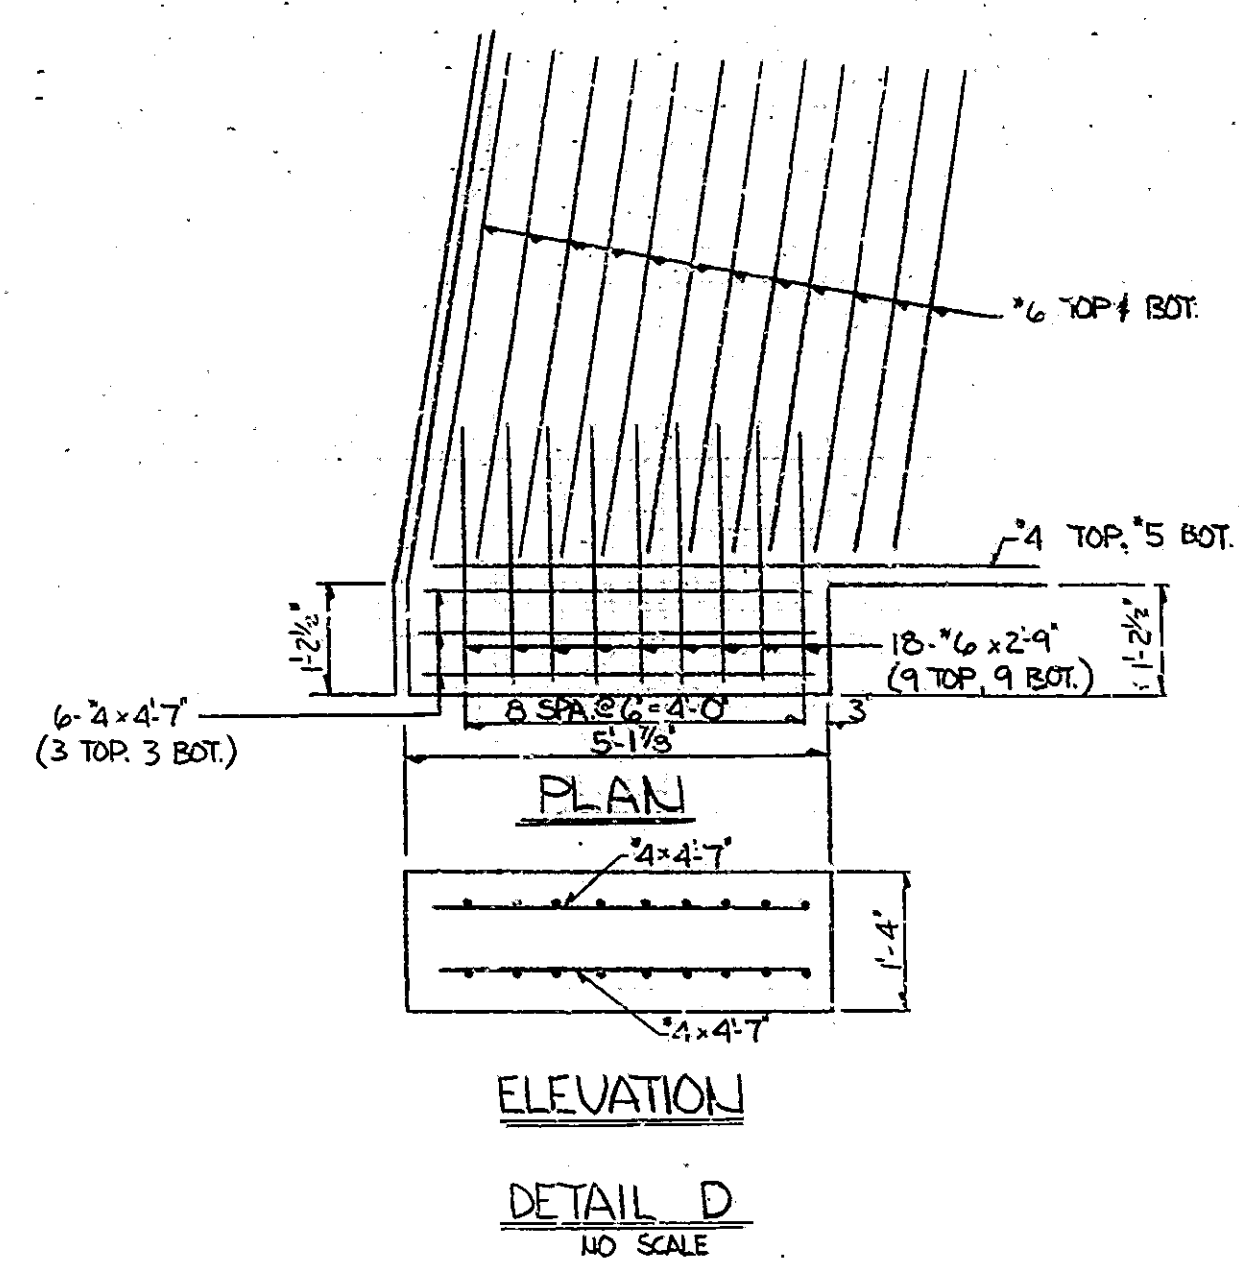 #6 TOP & BOT.
#4 TOP, #5 BOT.
1'-2½"
1'-2½"
18-#6 x 2'-9"
(9 TOP, 9 BOT.)
6-#4 x 4'-7"
(3 TOP. 3 BOT.)
8 SPA. @ 6" = 4'-0"
3"
5'-1⅞"
PLAN
#4 x 4'-7"
1'-4"
#4 x 4'-7"
ELEVATION
DETAIL D
NO SCALE